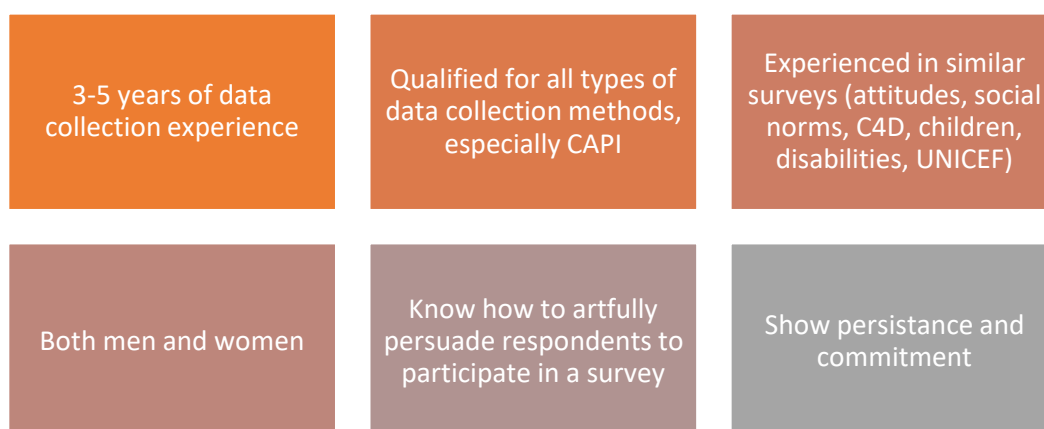 3-5 years of data
collection experience
Qualified for all types of
data collection methods,
especially CAPI
Experienced in similar
surveys (attitudes, social
norms, C4D, children,
disabilities, UNICEF)
Both men and women
Know how to artfully
persuade respondents to
participate in a survey
Show persistance and
commitment